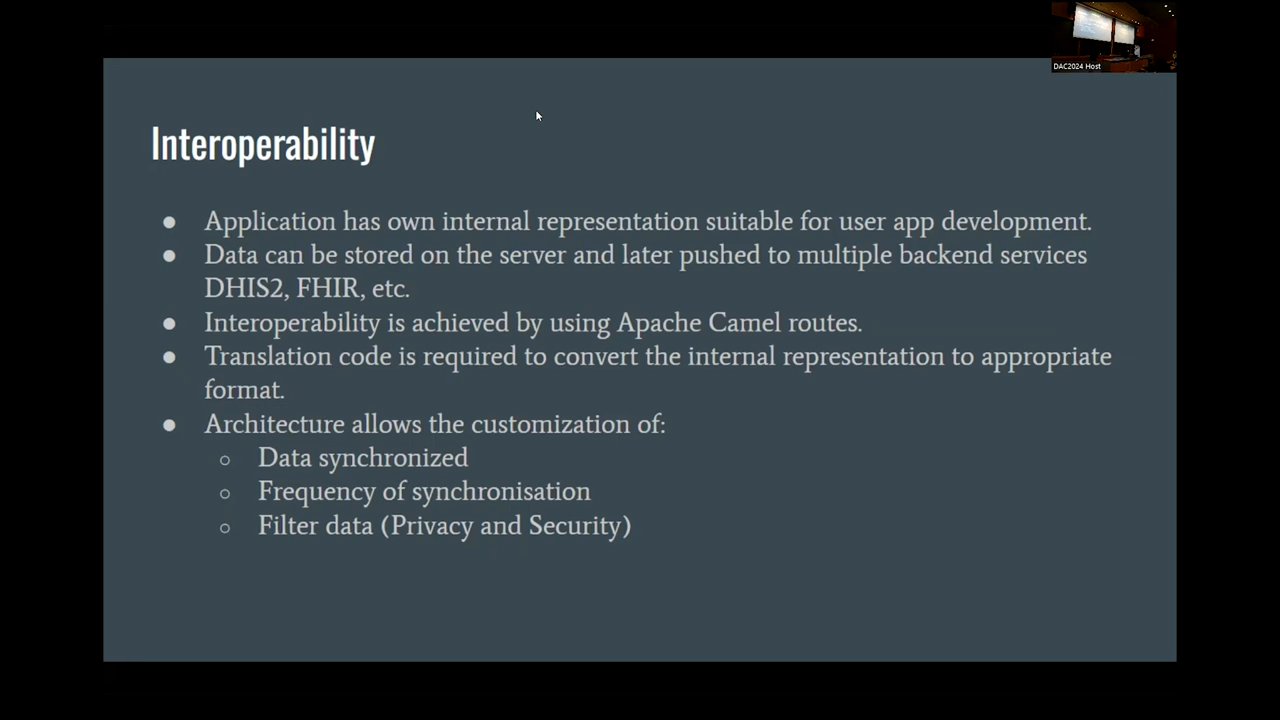 DAC2024 Host
Interoperability
● Application has own internal representation suitable for user app development.
● Data can be stored on the server and later pushed to multiple backend services
DHIS2, FHIR, etc.
● Interoperability is achieved by using Apache Camel routes.
● Translation code is required to convert the internal representation to appropriate
format.
● Architecture allows the customization of:
○ Data synchronized
○ Frequency of synchronisation
○ Filter data (Privacy and Security)